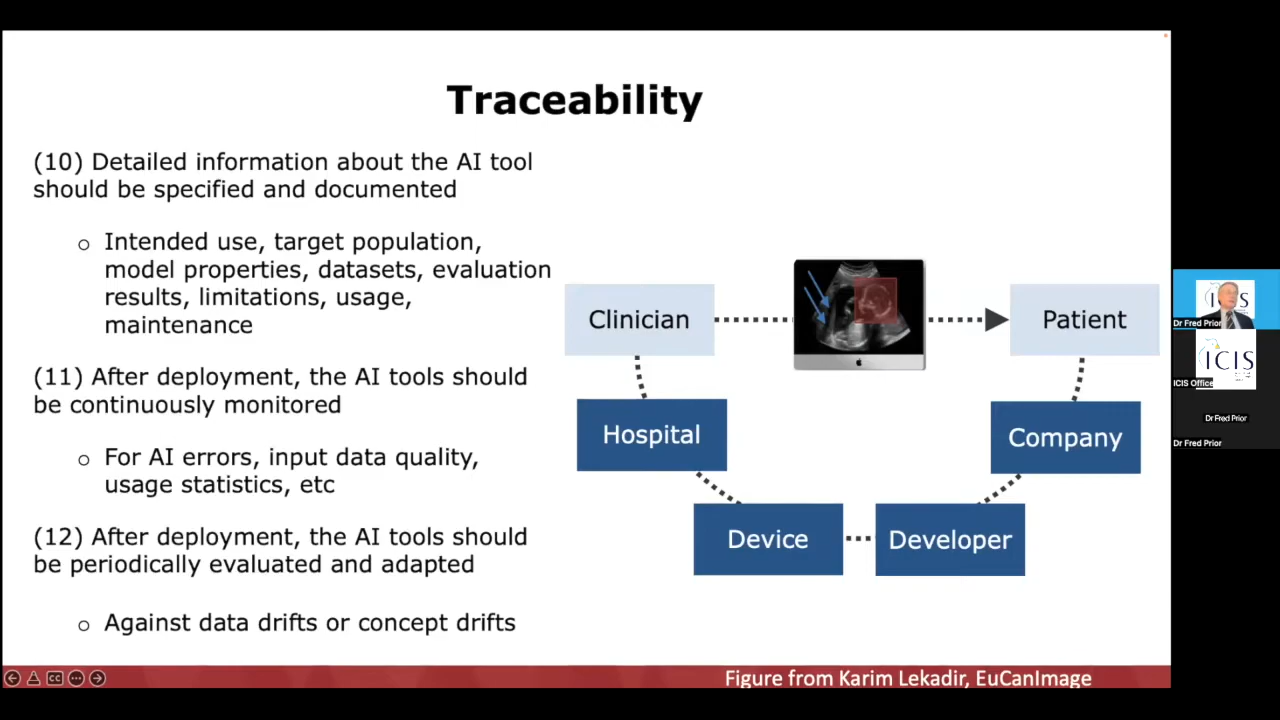 Traceability
(10) Detailed information about the AI tool
should be specified and documented
o Intended use, target population,
model properties, datasets, evaluation
results, limitations, usage,
maintenance
(11) After deployment, the AI tools should
be continuously monitored
o For AI errors, input data quality,
usage statistics, etc
(12) After deployment, the AI tools should
be periodically evaluated and adapted
o Against data drifts or concept drifts
Clinician
Patient
Hospital
Company
Device
Developer
Figure from Karim Lekadir, EuCanImage
CC
Dr Fred Prior
ICIS
ICIS Office
Dr Fred Prior
Dr Fred Prior